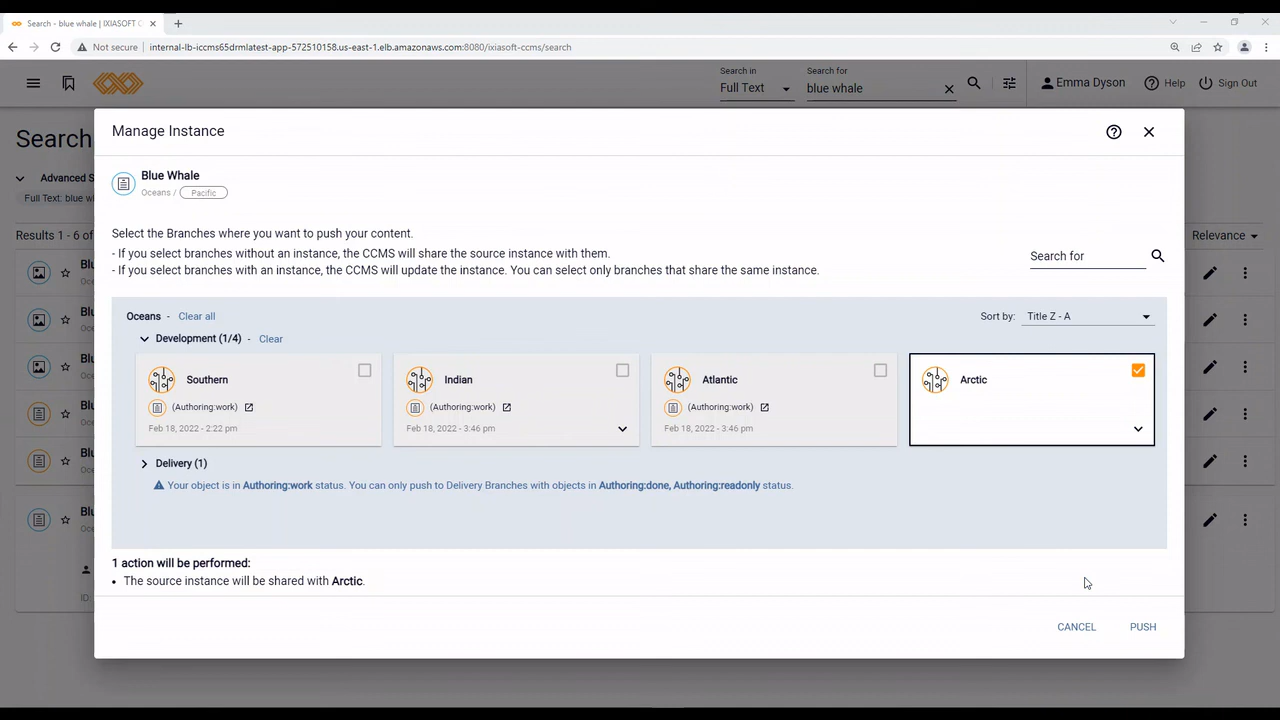 Search - blue whale | IXIASOFT C
Not secure internal-lb-iccms65drmlatest-app-572510158.us-east-1.elb.amazonaws.com:8080/ixiasoft-ccms/search
Search in Search for
Full Text blue whale Emma Dyson Help Sign Out
Search
Manage Instance
Advanced S
Full Text: blue wh
Blue Whale
Oceans / Pacific
Results 1 - 6 of
Relevance
Select the Branches where you want to push your content.
- If you select branches without an instance, the CCMS will share the source instance with them.
- If you select branches with an instance, the CCMS will update the instance. You can select only branches that share the same instance.
Search for
Oceans - Clear all Sort by: Title Z - A
Development (1/4) - Clear
Southern Indian Atlantic Arctic
(Authoring:work) (Authoring:work) (Authoring:work)
Feb 18, 2022 - 2:22 pm Feb 18, 2022 - 3:46 pm Feb 18, 2022 - 3:46 pm
Delivery (1)
Your object is in Authoring:work status. You can only push to Delivery Branches with objects in Authoring:done, Authoring:readonly status.
1 action will be performed:
• The source instance will be shared with Arctic.
CANCEL PUSH